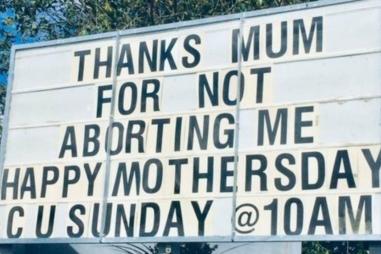 THANKS MUM
FOR NOT
ABORTING ME
HAPPY MOTHERSDAY
C U SUNDAY @10AM